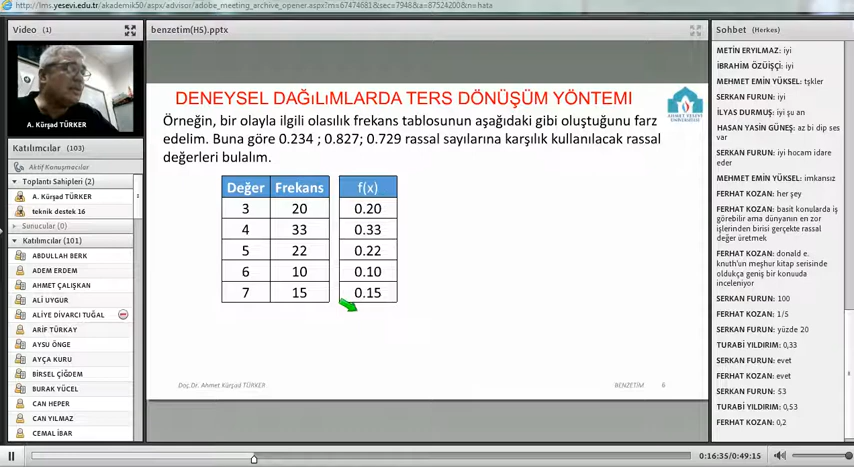 http://lms.yesevi.edu.tr/akademik50/aspx/advisor/adobe_meeting_archive_opener.aspx?m=67474681&sec=7948&a=87524200&n=hata
Video (1)
A. Kürşad TÜRKER
Katılımcılar (103)
Aktif Konuşmacılar
Toplantı Sahipleri (2)
A. Kürşad TÜRKER
teknik destek 16
Sunucular (0)
Katılımcılar (101)
ABDULLAH BERK
ADEM ERDEM
AHMET ÇALIŞKAN
ALİ UYGUR
ALİYE DİVARCI TUĞAL
ARİF TÜRKAY
AYSU ÖNGE
AYÇA KURU
BİRSEL ÇİĞDEM
BURAK YÜCEL
CAN HEPER
CAN YILMAZ
CEMAL İBAR
benzetim(H5).pptx
DENEYSEL DAĞıLıMLARDA TERS DÖNÜŞÜM YÖNTEMI
Örneğin, bir olayla ilgili olasılık frekans tablosunun aşağıdaki gibi oluştuğunu farz
edelim. Buna göre 0.234 ; 0.827; 0.729 rassal sayılarına karşılık kullanılacak rassal
değerleri bulalım.
Değer Frekans f(x)
3 20 0.20
4 33 0.33
5 22 0.22
6 10 0.10
7 15 0.15
Doç.Dr. Ahmet Kürşad TÜRKER BENZETİM 6
Sohbet (Herkes)
METİN ERYILMAZ: iyi
İBRAHİM ÖZÜİŞÇİ: iyi
MEHMET EMİN YÜKSEL: tşkler
SERKAN FURUN: iyi
İLYAS DURMUŞ: iyi şu an
HASAN YASİN GÜNEŞ: az bi dip ses
var
SERKAN FURUN: iyi hocam idare
eder
MEHMET EMİN YÜKSEL: imkansız
FERHAT KOZAN: her şey
FERHAT KOZAN: basit konularda iş
görebilir ama dünyanın en zor
işlerinden birisi gerçekte rassal
değer üretmek
FERHAT KOZAN: donald e.
knuth'un meşhur kitap serisinde
oldukça geniş bir konuuda
inceleniyor
SERKAN FURUN: 100
FERHAT KOZAN: 1/5
SERKAN FURUN: yüzde 20
TURABİ YILDIRIM: 0,33
SERKAN FURUN: evet
FERHAT KOZAN: evet
SERKAN FURUN: 53
TURABİ YILDIRIM: 0,53
FERHAT KOZAN: 0,2
0:16:35/0:49:15